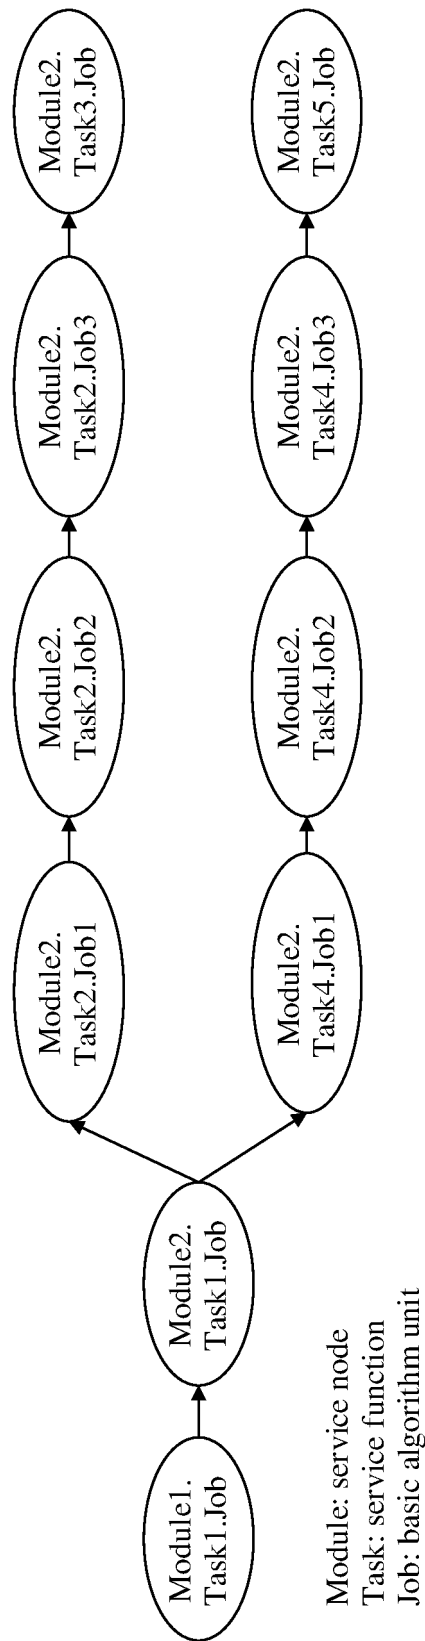 Module1.
Task1.Job
Module2.
Task1.Job
Module2.
Task2.Job1
Module2.
Task2.Job2
Module2.
Task2.Job3
Module2.
Task3.Job
Module2.
Task4.Job1
Module2.
Task4.Job2
Module2.
Task4.Job3
Module2.
Task5.Job
Module: service node
Task: service function
Job: basic algorithm unit